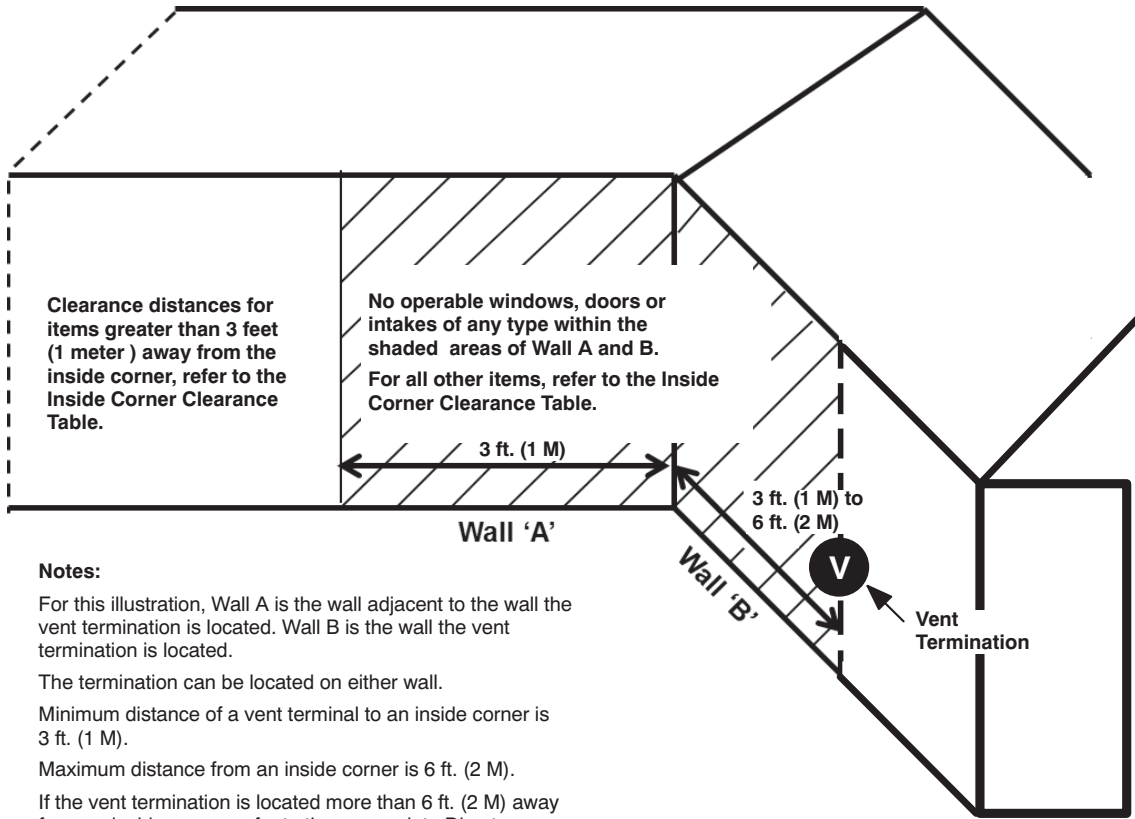 Clearance distances for
items greater than 3 feet
(1 meter ) away from the
inside corner, refer to the
Inside Corner Clearance
Table.
No operable windows, doors or
intakes of any type within the
shaded areas of Wall A and B.
For all other items, refer to the Inside
Corner Clearance Table.
3 ft. (1 M)
3 ft. (1 M) to
6 ft. (2 M)
Wall ‘A’
Wall ‘B’
V
Vent
Termination
Notes:
For this illustration, Wall A is the wall adjacent to the wall the
vent termination is located. Wall B is the wall the vent
termination is located.
The termination can be located on either wall.
Minimum distance of a vent terminal to an inside corner is
3 ft. (1 M).
Maximum distance from an inside corner is 6 ft. (2 M).
If the vent termination is located more than 6 ft. (2 M) away